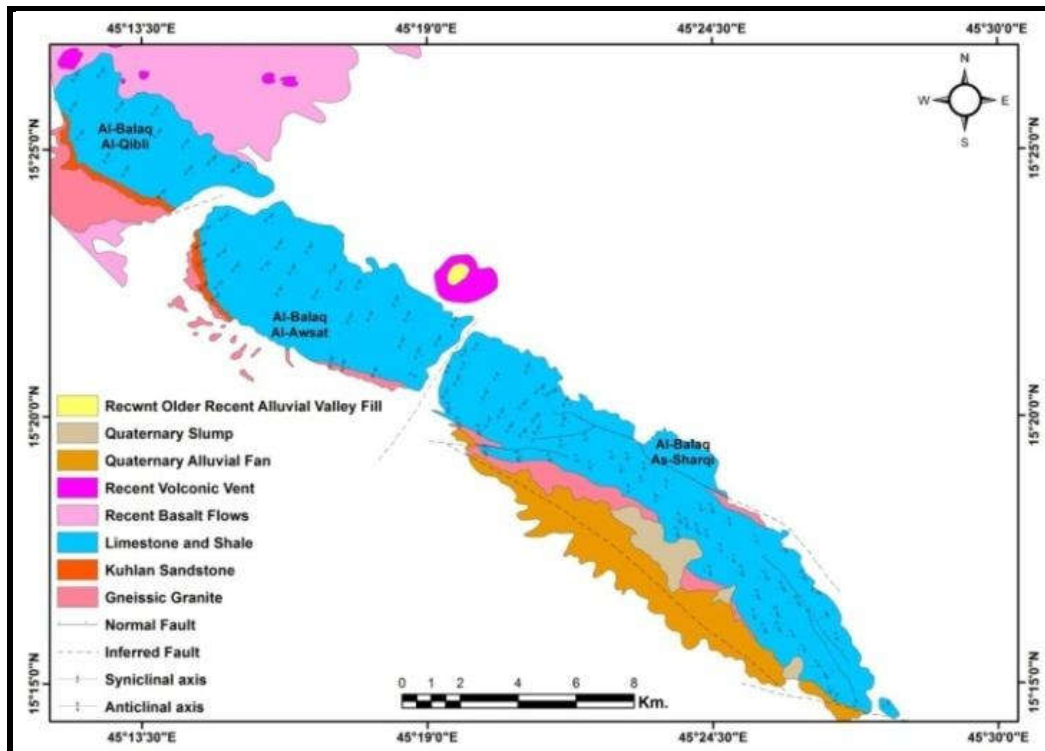 45°13'30"E 45°19'0"E 45°24'30"E 45°30'0"E
N
W E
S
Al-Balaq
Al-Qibli
15°25'0"N 15°25'0"N
Al-Balaq
Al-Awsat
15°20'0"N 15°20'0"N
Al-Balaq
As-Sharqi
Recwnt Older Recent Alluvial Valley Fill
Quaternary Slump
Quaternary Alluvial Fan
Recent Volconic Vent
Recent Basalt Flows
Limestone and Shale
Kuhlan Sandstone
Gneissic Granite
Normal Fault
Inferred Fault
Syniclinal axis
Anticlinal axis
15°15'0"N 15°15'0"N
0 1 2 4 6 8
Km.
45°13'30"E 45°19'0"E 45°24'30"E 45°30'0"E